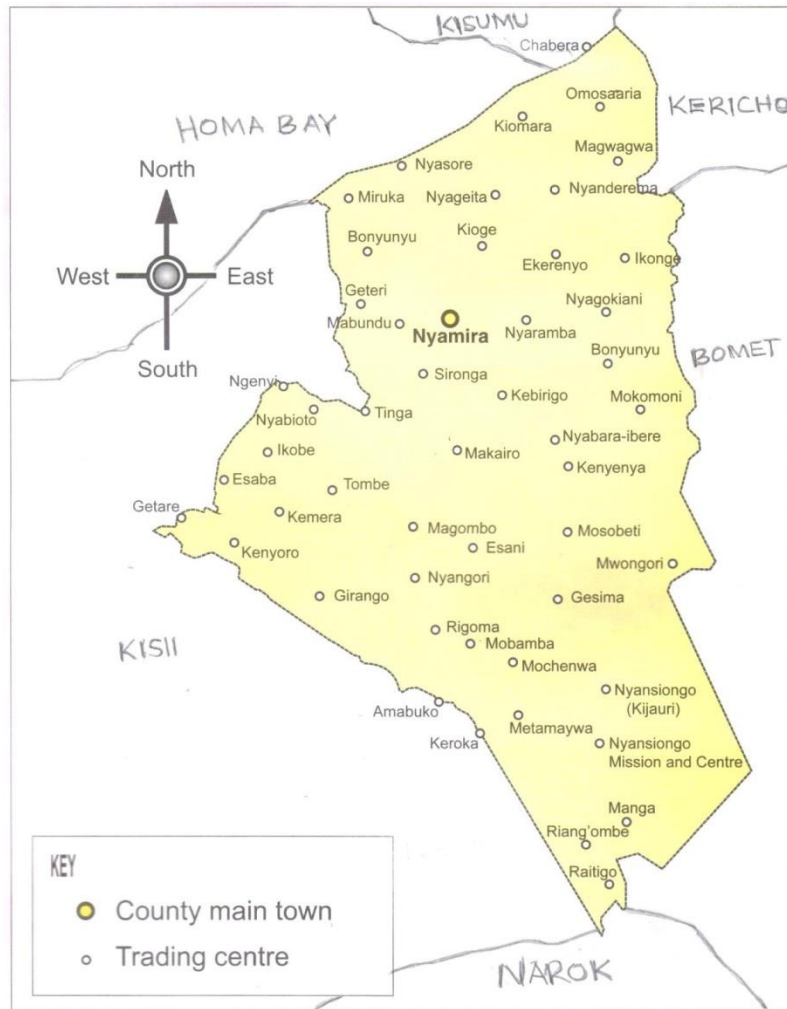 KISUMU
Chabera
Omosaaria
KERICHO
HOMA BAY
Kiomara
Magwagwa
North
Nyasore
Miruka
Nyageita
Nyanderema
Bonyunyu
Kioge
Ekerenyo
Ikonge
West
East
Geteri
Nyagokiani
Mabundu
Nyamira
Nyaramba
BOMET
Bonyunyu
South
Sironga
Ngenyi
Kebirigo
Mokomoni
Nyabioto
Tinga
Nyabara-ibere
Ikobe
Makairo
Kenyenya
Esaba
Tombe
Getare
Kemera
Magombo
Mosobeti
Kenyoro
Esani
Mwongori
Nyangori
Girango
Gesima
KISII
Rigoma
Mobamba
Mochenwa
Nyansiongo
(Kijauri)
Amabuko
Metamaywa
Keroka
Nyansiongo
Mission and Centre
Manga
Riang'ombe
Raitigo
KEY
County main town
Trading centre
NAROK